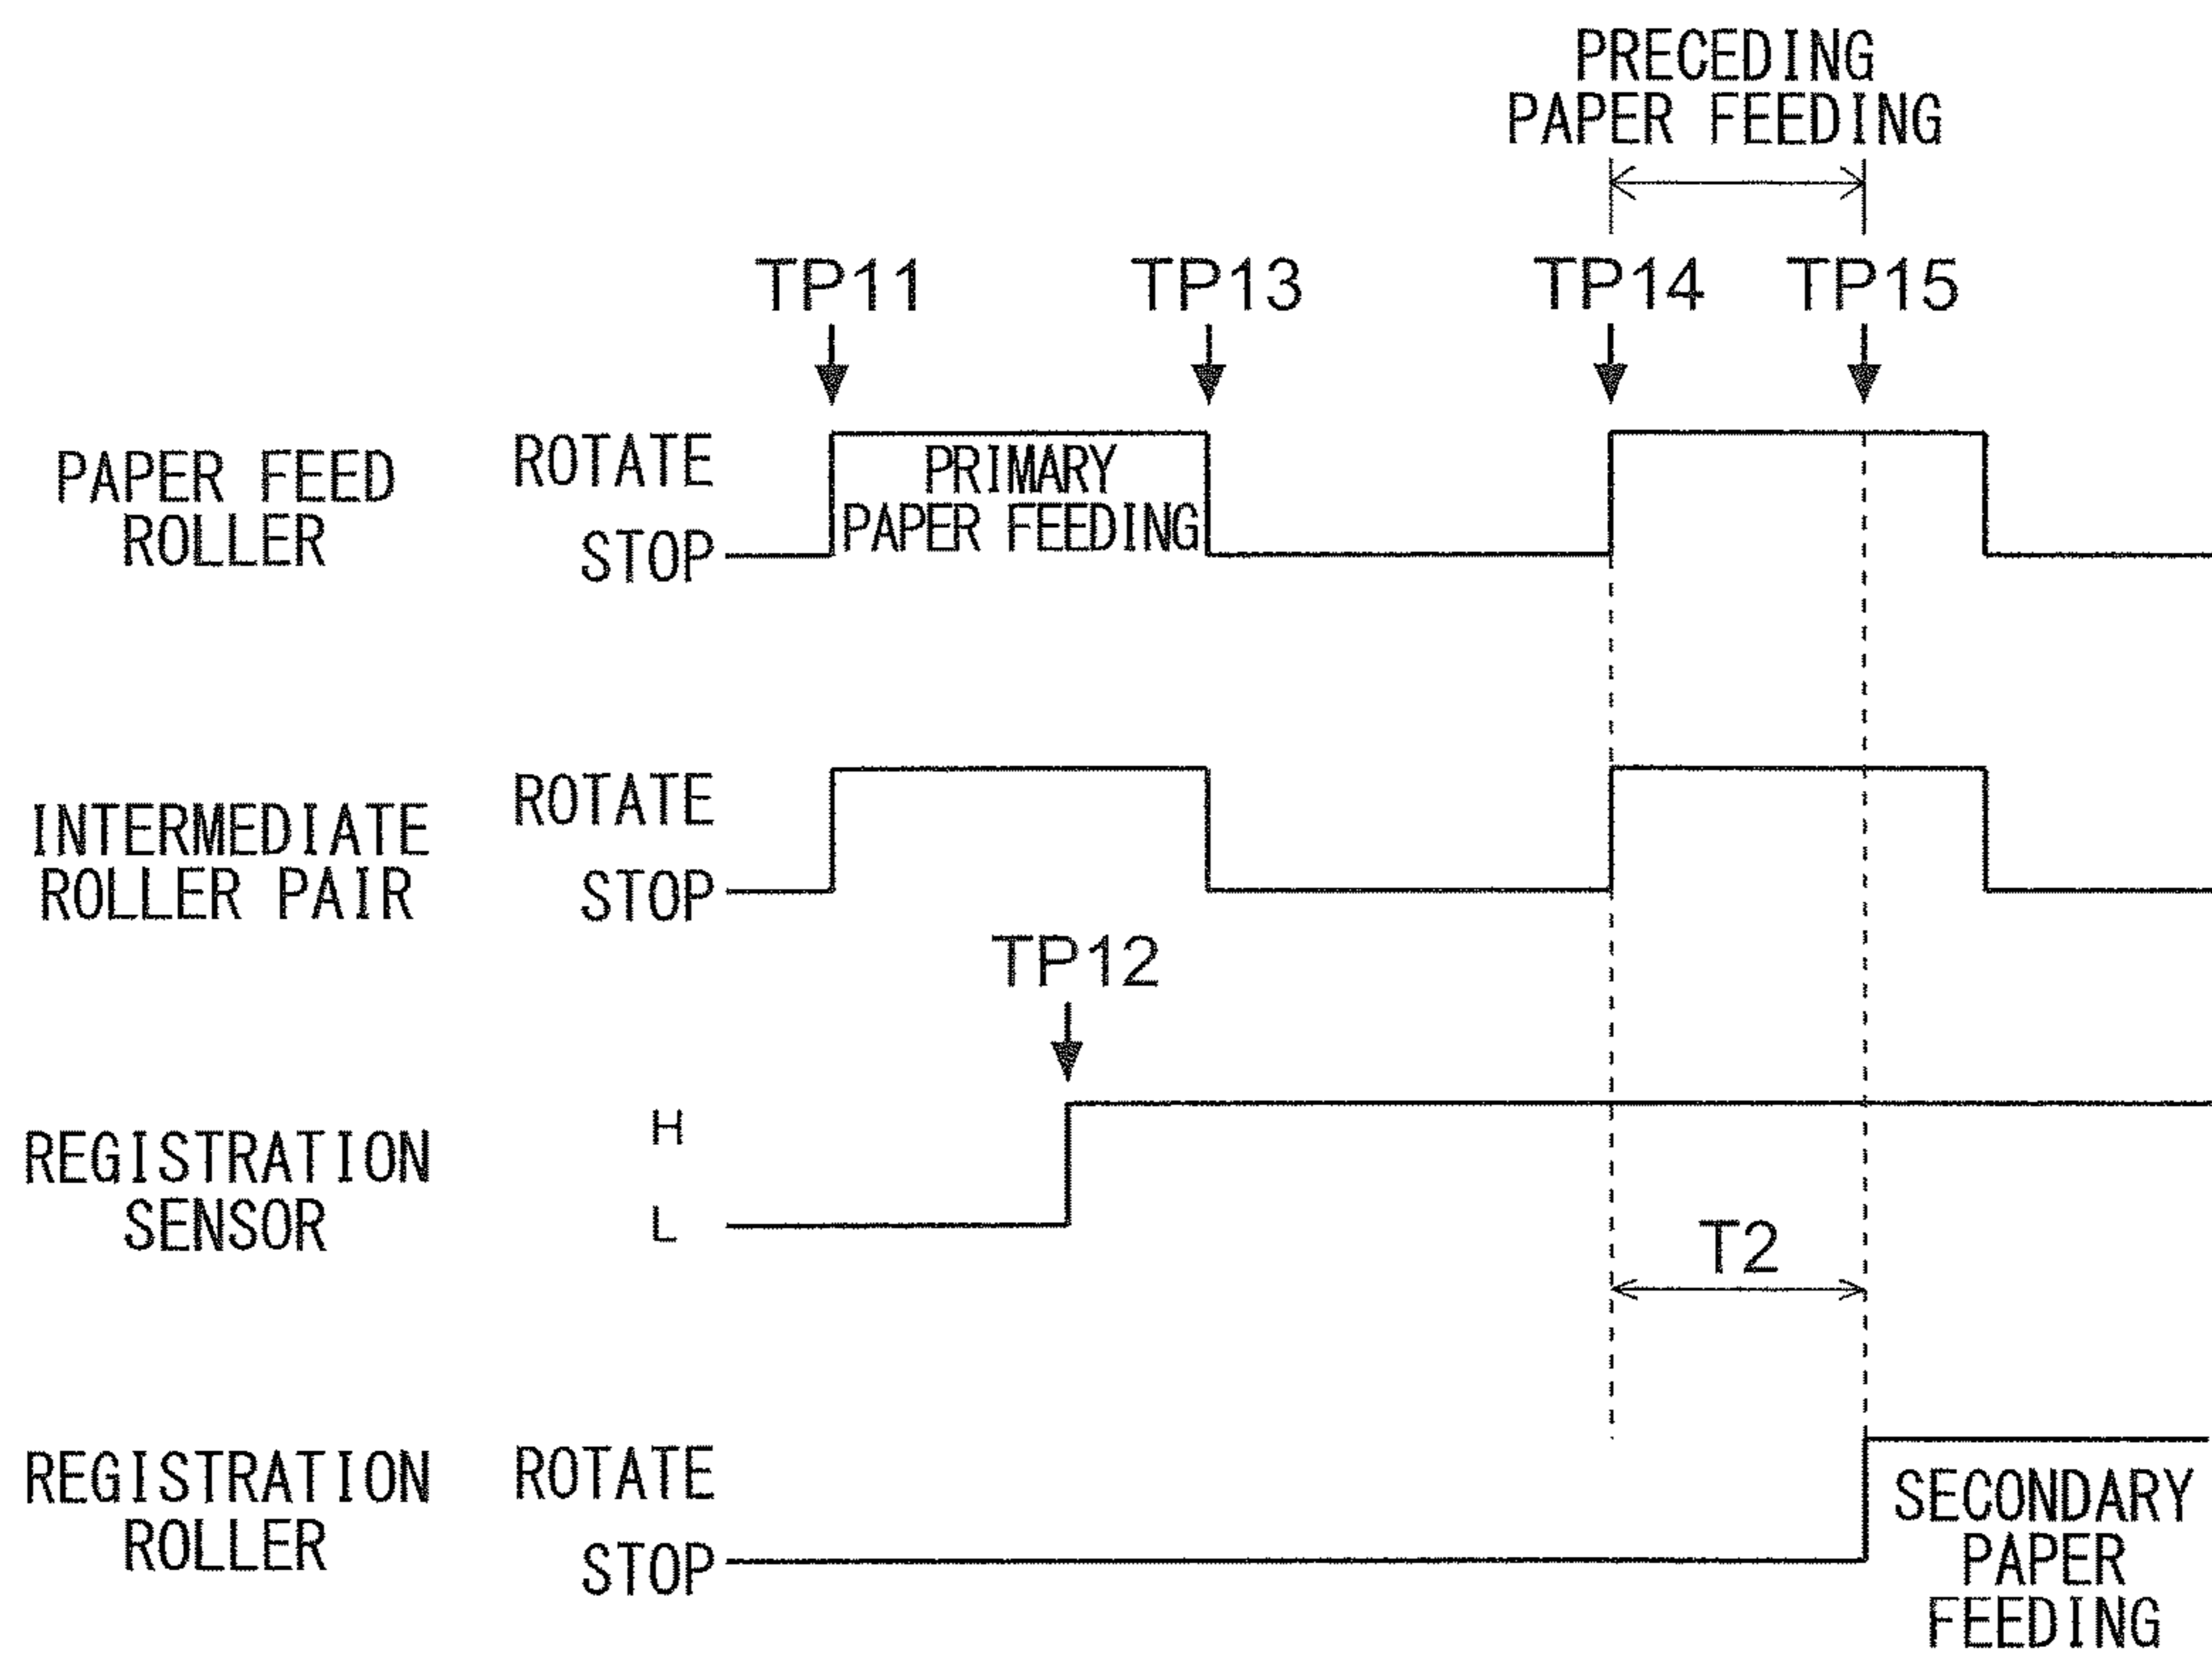 PRECEDING
PAPER FEEDING
TP11
TP13
TP14
TP15
PAPER FEED
ROLLER
ROTATE
STOP
PRIMARY
PAPER FEEDING
INTERMEDIATE
ROLLER PAIR
ROTATE
STOP
TP12
REGISTRATION
SENSOR
H
L
T2
REGISTRATION
ROLLER
ROTATE
STOP
SECONDARY
PAPER
FEEDING